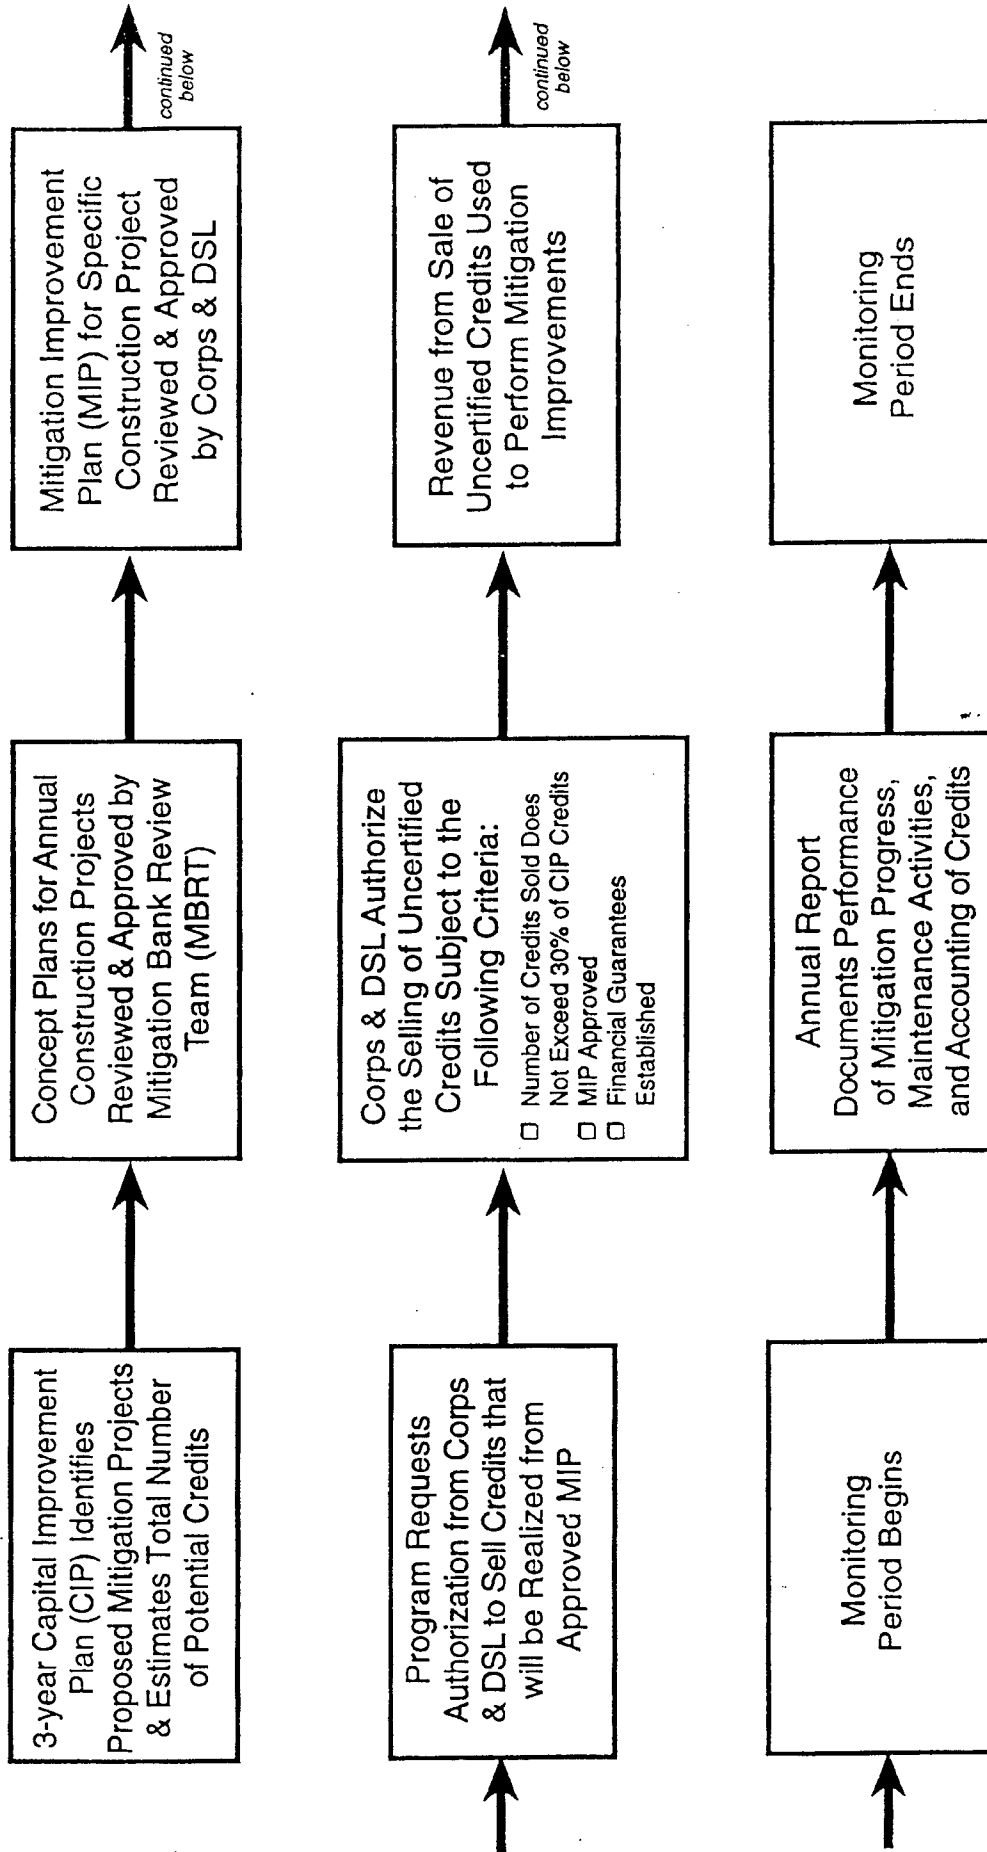 3-year Capital Improvement
Plan (CIP) Identifies
Proposed Mitigation Projects
& Estimates Total Number
of Potential Credits
Concept Plans for Annual
Construction Projects
Reviewed & Approved by
Mitigation Bank Review
Team (MBRT)
Mitigation Improvement
Plan (MIP) for Specific
Construction Project
Reviewed & Approved
by Corps & DSL
continued
below
Program Requests
Authorization from Corps
& DSL to Sell Credits that
will be Realized from
Approved MIP
Corps & DSL Authorize
the Selling of Uncertified
Credits Subject to the
Following Criteria:
▢ Number of Credits Sold Does
Not Exceed 30% of CIP Credits
▢ MIP Approved
▢ Financial Guarantees
Established
Revenue from Sale of
Uncertified Credits Used
to Perform Mitigation
Improvements
continued
below
Monitoring
Period Begins
Annual Report
Documents Performance
of Mitigation Progress,
Maintenance Activities,
and Accounting of Credits
Monitoring
Period Ends